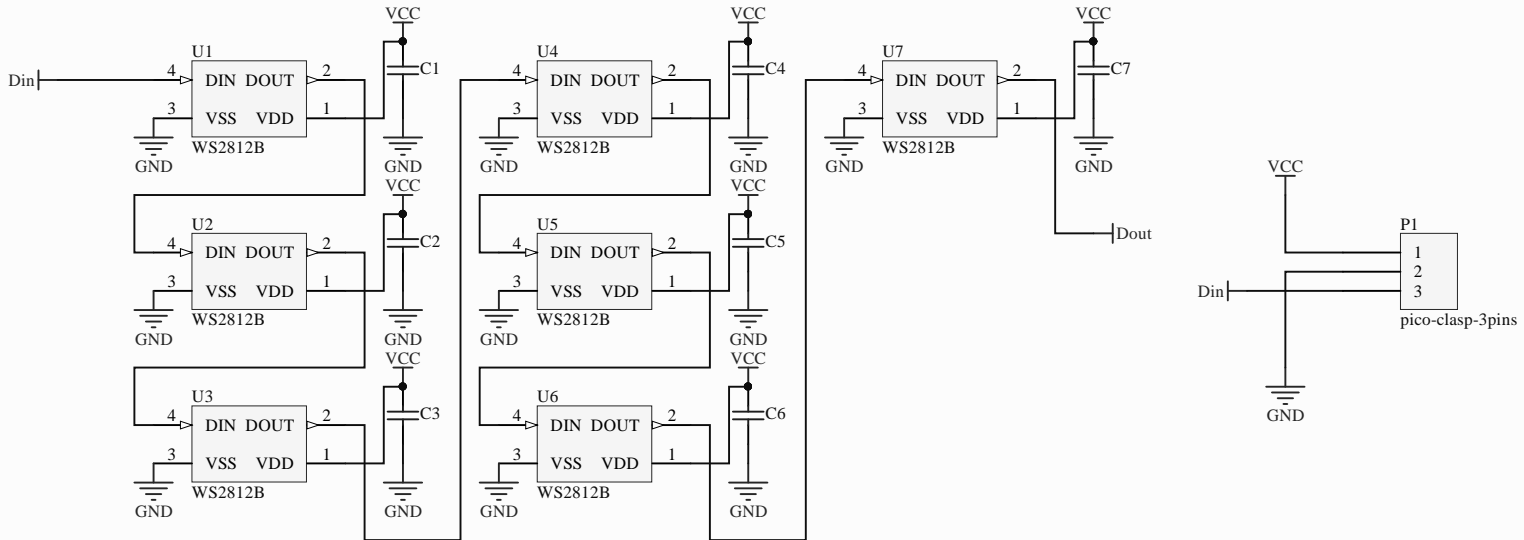 VCC
VCC
VCC
U1
U4
U7
Din
4
DIN DOUT
2
C1
4
DIN DOUT
2
C4
4
DIN DOUT
2
C7
3
VSS VDD
1
3
VSS VDD
1
3
VSS VDD
1
GND
WS2812B
GND
GND
WS2812B
GND
GND
WS2812B
GND
VCC
VCC
VCC
U2
U5
P1
Dout
4
DIN DOUT
2
C2
4
DIN DOUT
2
C5
1
2
3
Din
3
VSS VDD
1
3
VSS VDD
1
GND
WS2812B
GND
GND
WS2812B
GND
pico-clasp-3pins
VCC
VCC
U3
U6
4
DIN DOUT
2
C3
4
DIN DOUT
2
C6
GND
3
VSS VDD
1
3
VSS VDD
1
GND
WS2812B
GND
GND
WS2812B
GND